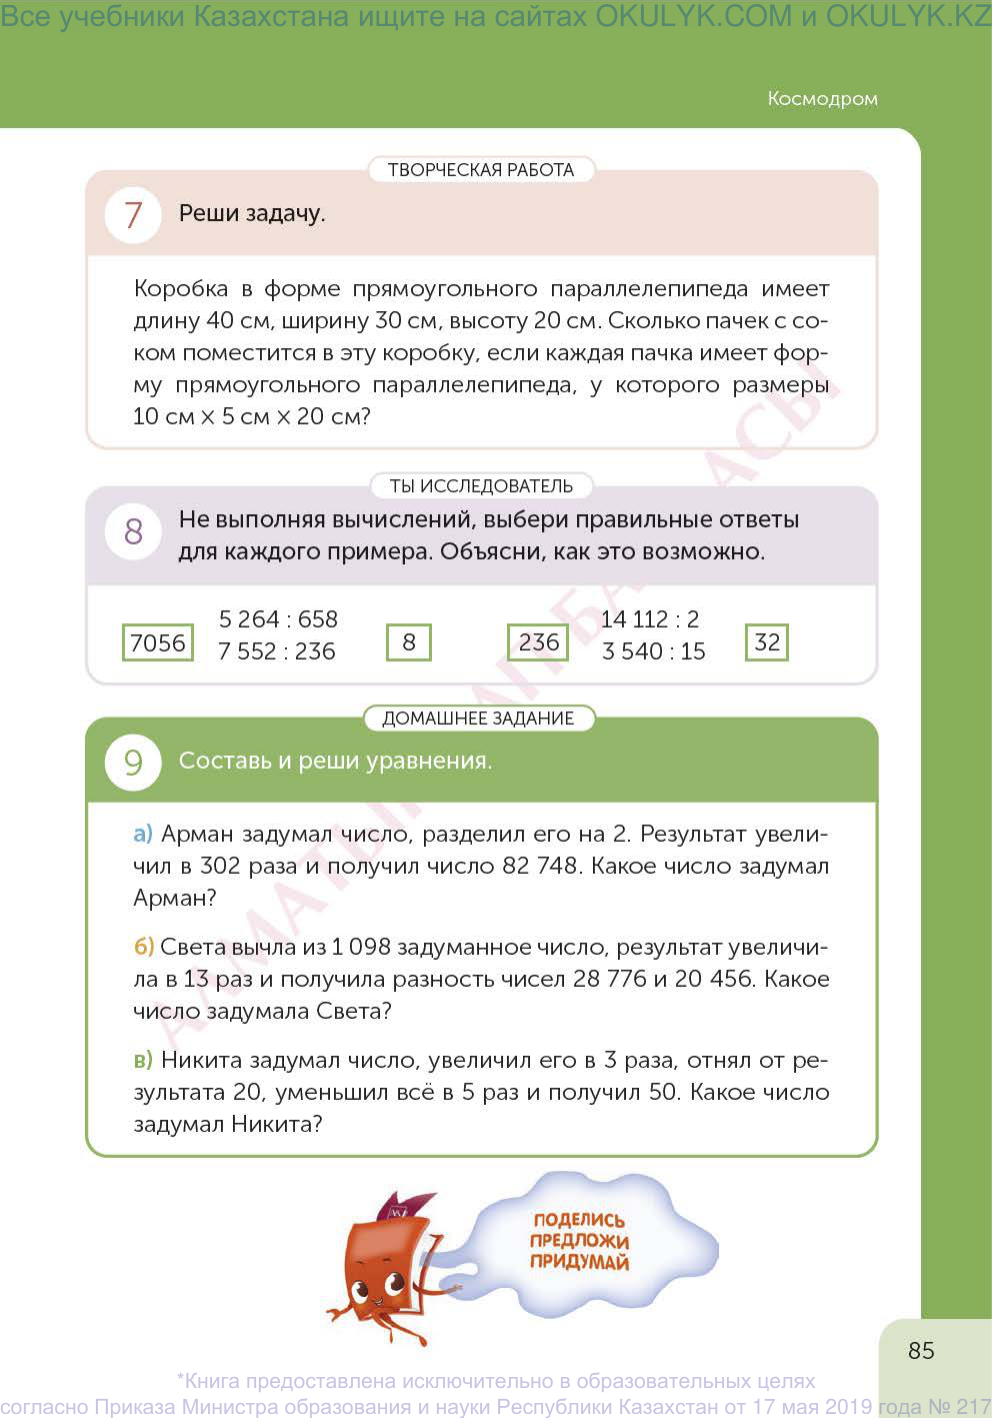 Все учебники Казахстана ищите на сайтах OKULYK.COM и OKULYK.KZ
Космодром
ТВОРЧЕСКАЯ РАБОТА
7 Реши задачу.
Коробка в форме прямоугольного параллелепипеда имеет
длину 40 см, ширину 30 см, высоту 20 см. Сколько пачек с со-
ком поместится в эту коробку, если каждая пачка имеет фор-
му прямоугольного параллелепипеда, у которого размеры
10 см × 5 см × 20 см?
ТЫ ИССЛЕДОВАТЕЛЬ
8 Не выполняя вычислений, выбери правильные ответы
для каждого примера. Объясни, как это возможно.
5 264 : 658 14 112 : 2
7056 8 236 32
7 552 : 236 3 540 : 15
ДОМАШНЕЕ ЗАДАНИЕ
9 Составь и реши уравнения.
а) Арман задумал число, разделил его на 2. Результат увели-
чил в 302 раза и получил число 82 748. Какое число задумал
Арман?
б) Света вычла из 1 098 задуманное число, результат увеличи-
ла в 13 раз и получила разность чисел 28 776 и 20 456. Какое
число задумала Света?
в) Никита задумал число, увеличил его в 3 раза, отнял от ре-
зультата 20, уменьшил всё в 5 раз и получил 50. Какое число
задумал Никита?
ПОДЕЛИСЬ
ПРЕДЛОЖИ
ПРИДУМАЙ
85
*Книга предоставлена исключительно в образовательных целях
согласно Приказа Министра образования и науки Республики Казахстан от 17 мая 2019 года № 217